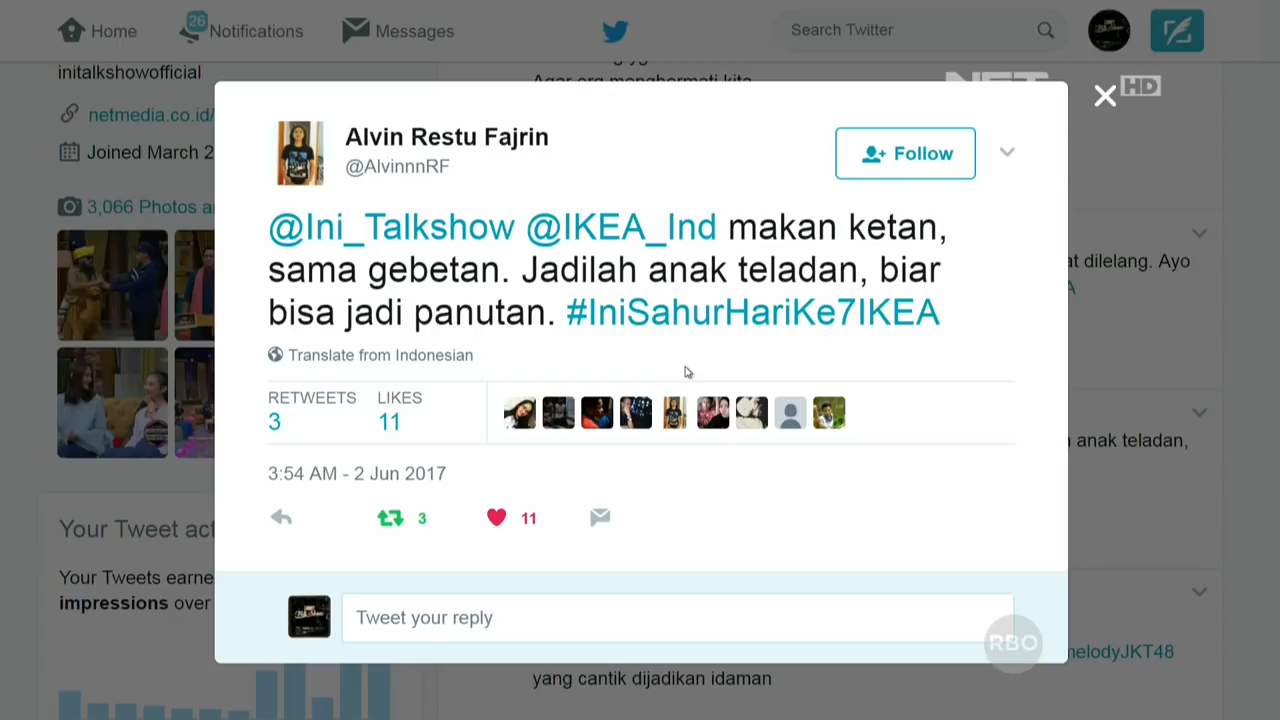 Home
26
Notifications
Messages
Search Twitter
initalkshowofficial
netmedia.co.id/
Joined March 2
3,066 Photos a
Your Tweet act
Your Tweets earne
impressions over
NET
HD
Alvin Restu Fajrin
@AlvinnnRF
Follow
@Ini_Talkshow @IKEA_Ind makan ketan,
sama gebetan. Jadilah anak teladan, biar
bisa jadi panutan. #IniSahurHariKe7IKEA
Translate from Indonesian
RETWEETS LIKES
3 11
3:54 AM - 2 Jun 2017
3 11
Tweet your reply
RBO
at dilelang. Ayo
A
anak teladan,
melodyJKT48
yang cantik dijadikan idaman